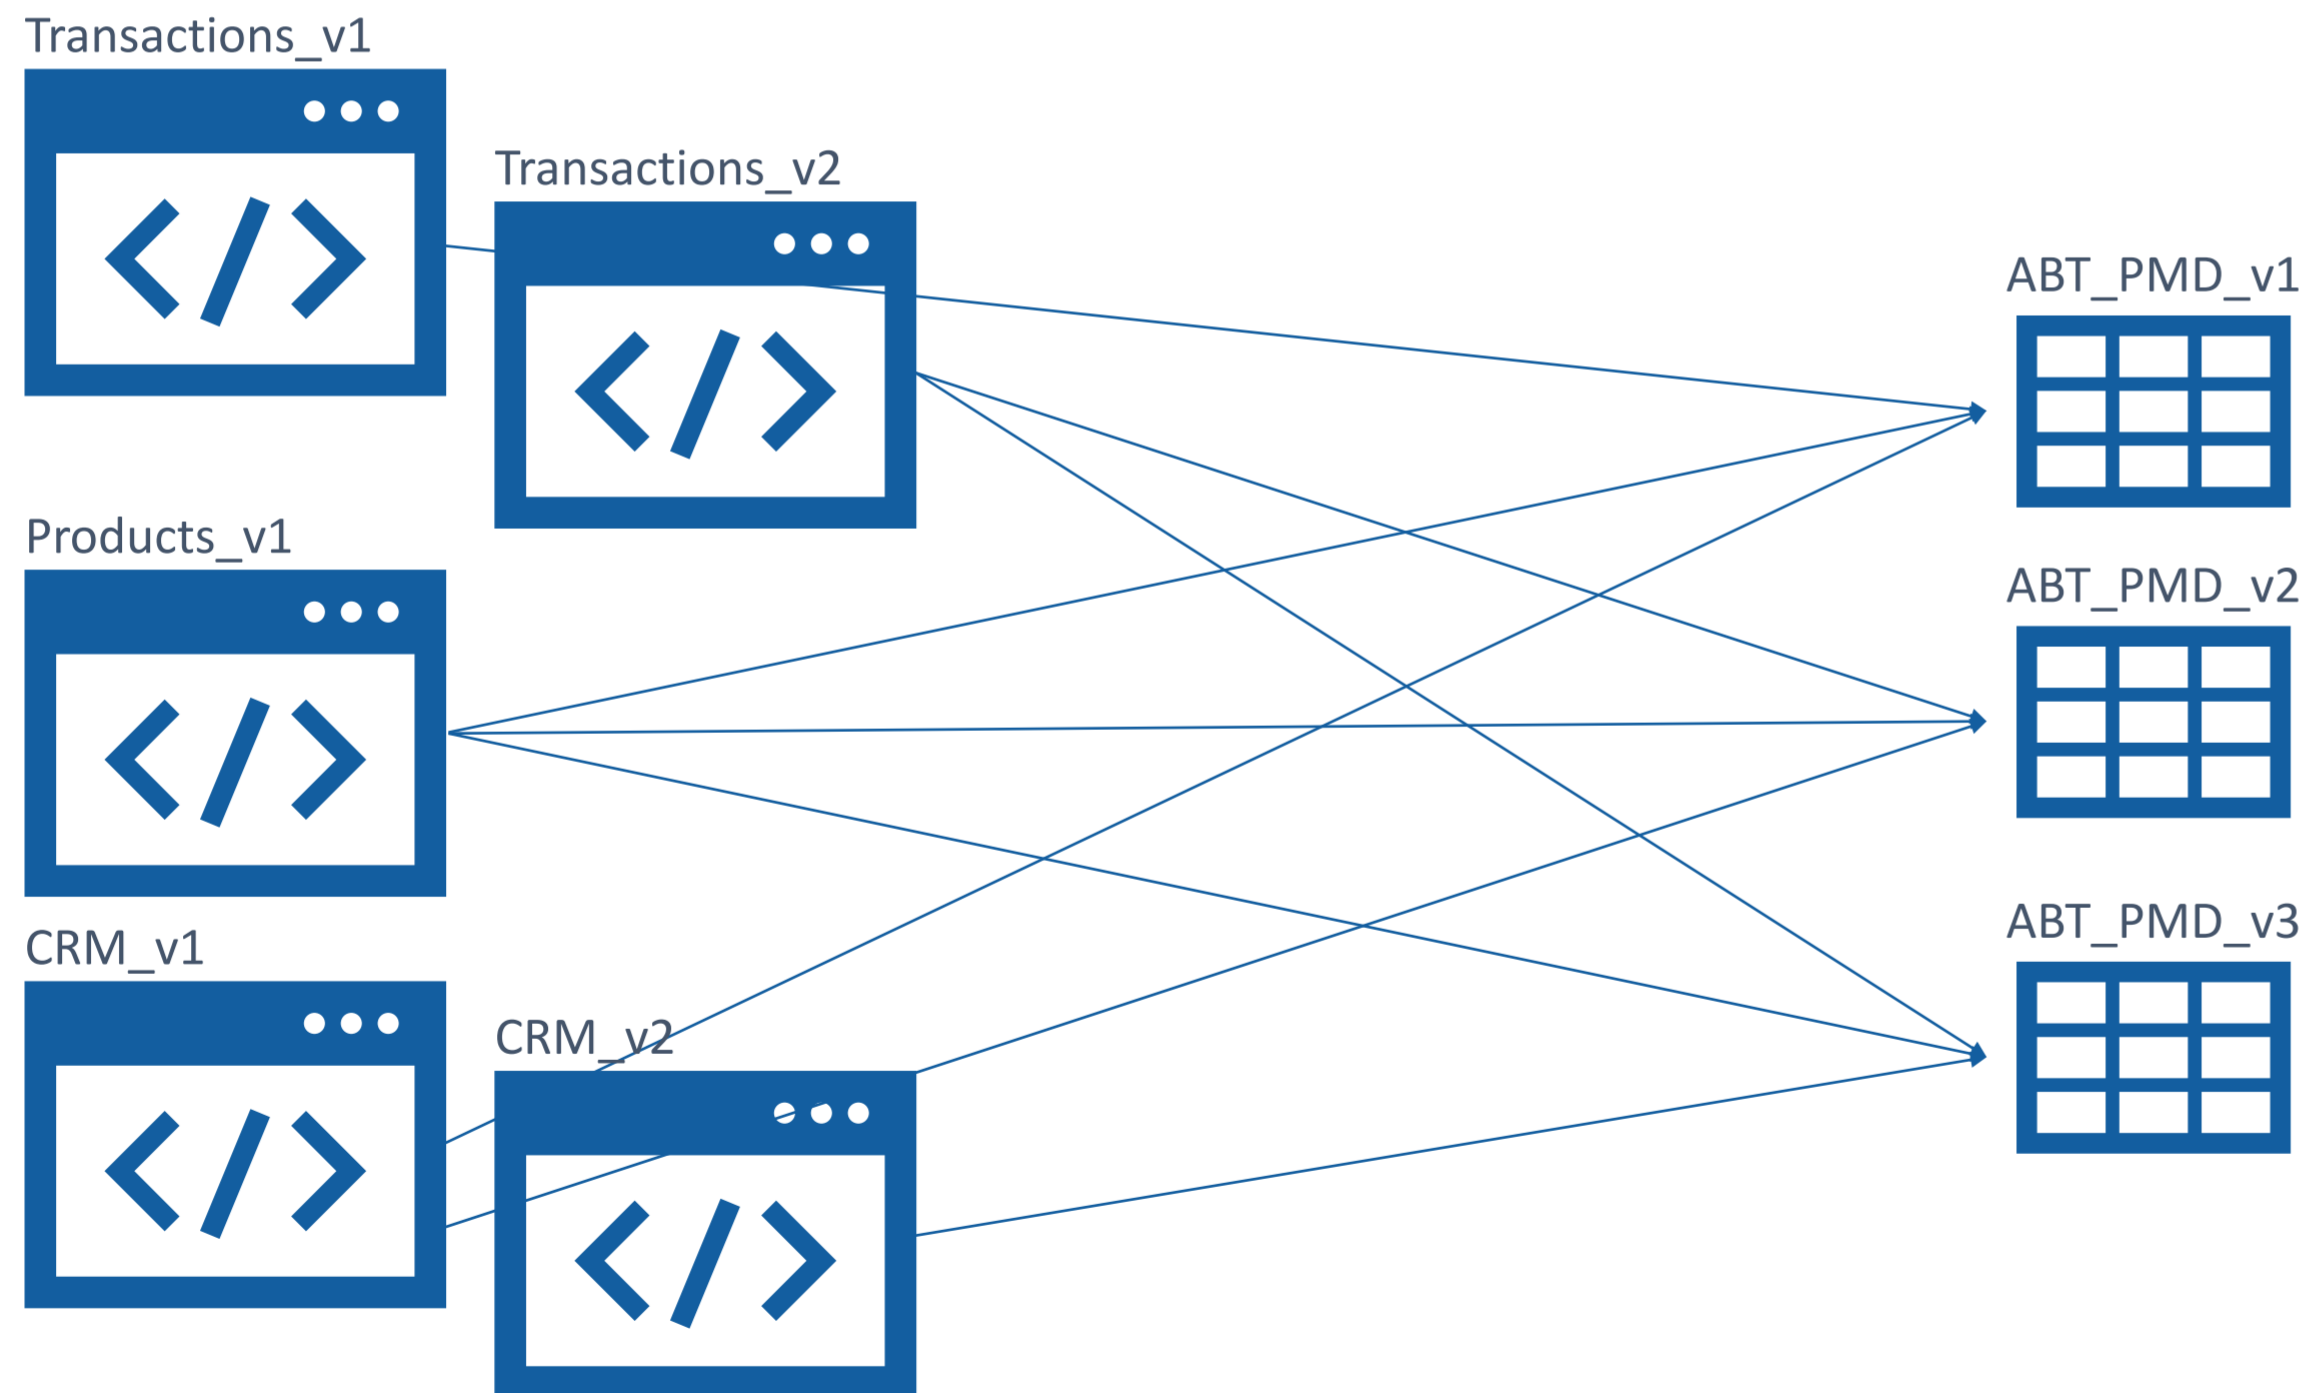 Transactions_v1
Transactions_v2
ABT_PMD_v1
Products_v1
ABT_PMD_v2
CRM_v1
ABT_PMD_v3
CRM_v2